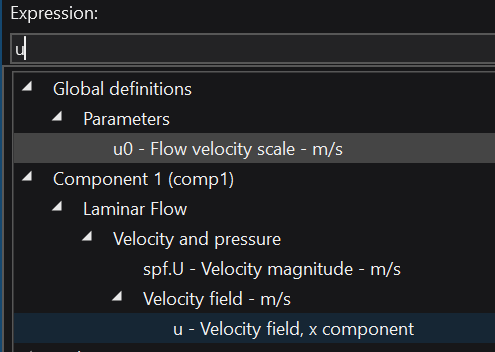 Expression:
u
Global definitions
Parameters
u0 - Flow velocity scale - m/s
Component 1 (comp1)
Laminar Flow
Velocity and pressure
spf.U - Velocity magnitude - m/s
Velocity field - m/s
u - Velocity field, x component